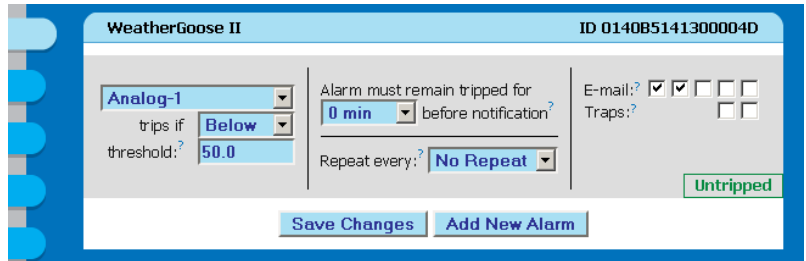 WeatherGoose II
ID 0140B5141300004D
Analog-1
trips if Below
threshold:? 50.0
Alarm must remain tripped for
0 min before notification?
Repeat every:? No Repeat
E-mail:?
Traps:?
Untripped
Save Changes
Add New Alarm